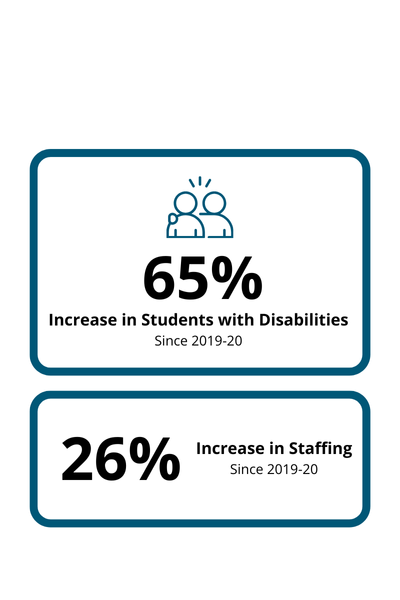 65%
Increase in Students with Disabilities
Since 2019-20
26%
Increase in Staffing
Since 2019-20